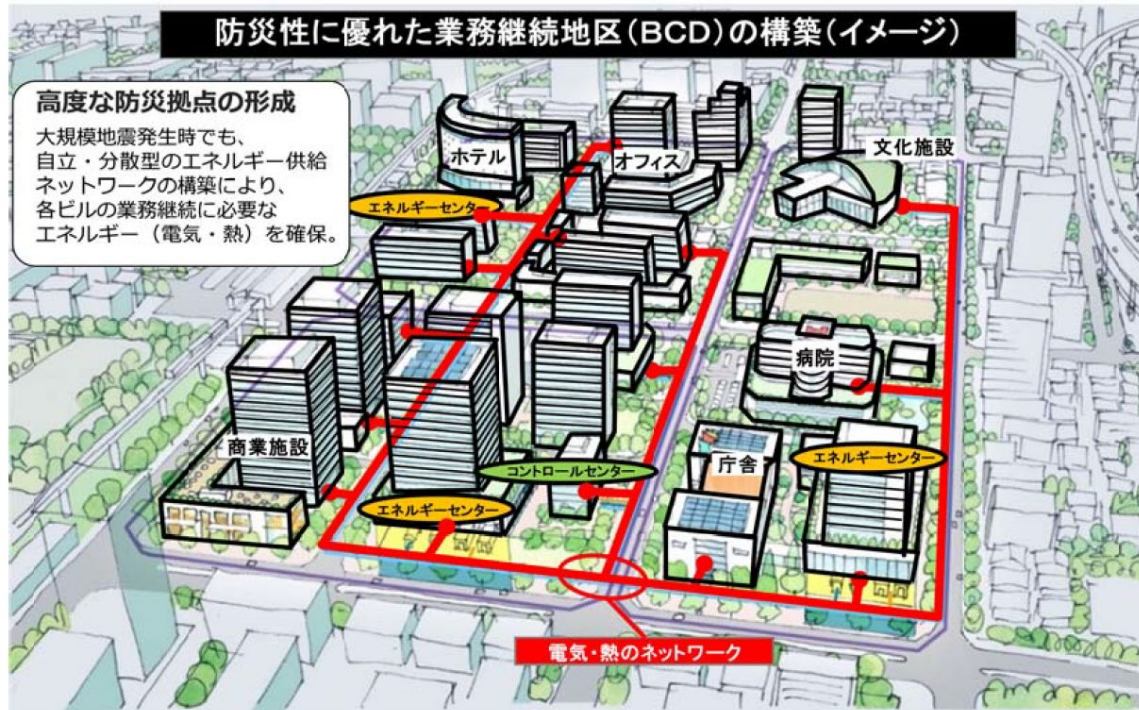 防災性に優れた業務継続地区(BCD)の構築(イメージ)
高度な防災拠点の形成
大規模地震発生時でも、
自立・分散型のエネルギー供給
ネットワークの構築により、
各ビルの業務継続に必要な
エネルギー（電気・熱）を確保。
ホテル
オフィス
文化施設
エネルギーセンター
病院
商業施設
コントロールセンター
庁舎
エネルギーセンター
エネルギーセンター
電気・熱のネットワーク